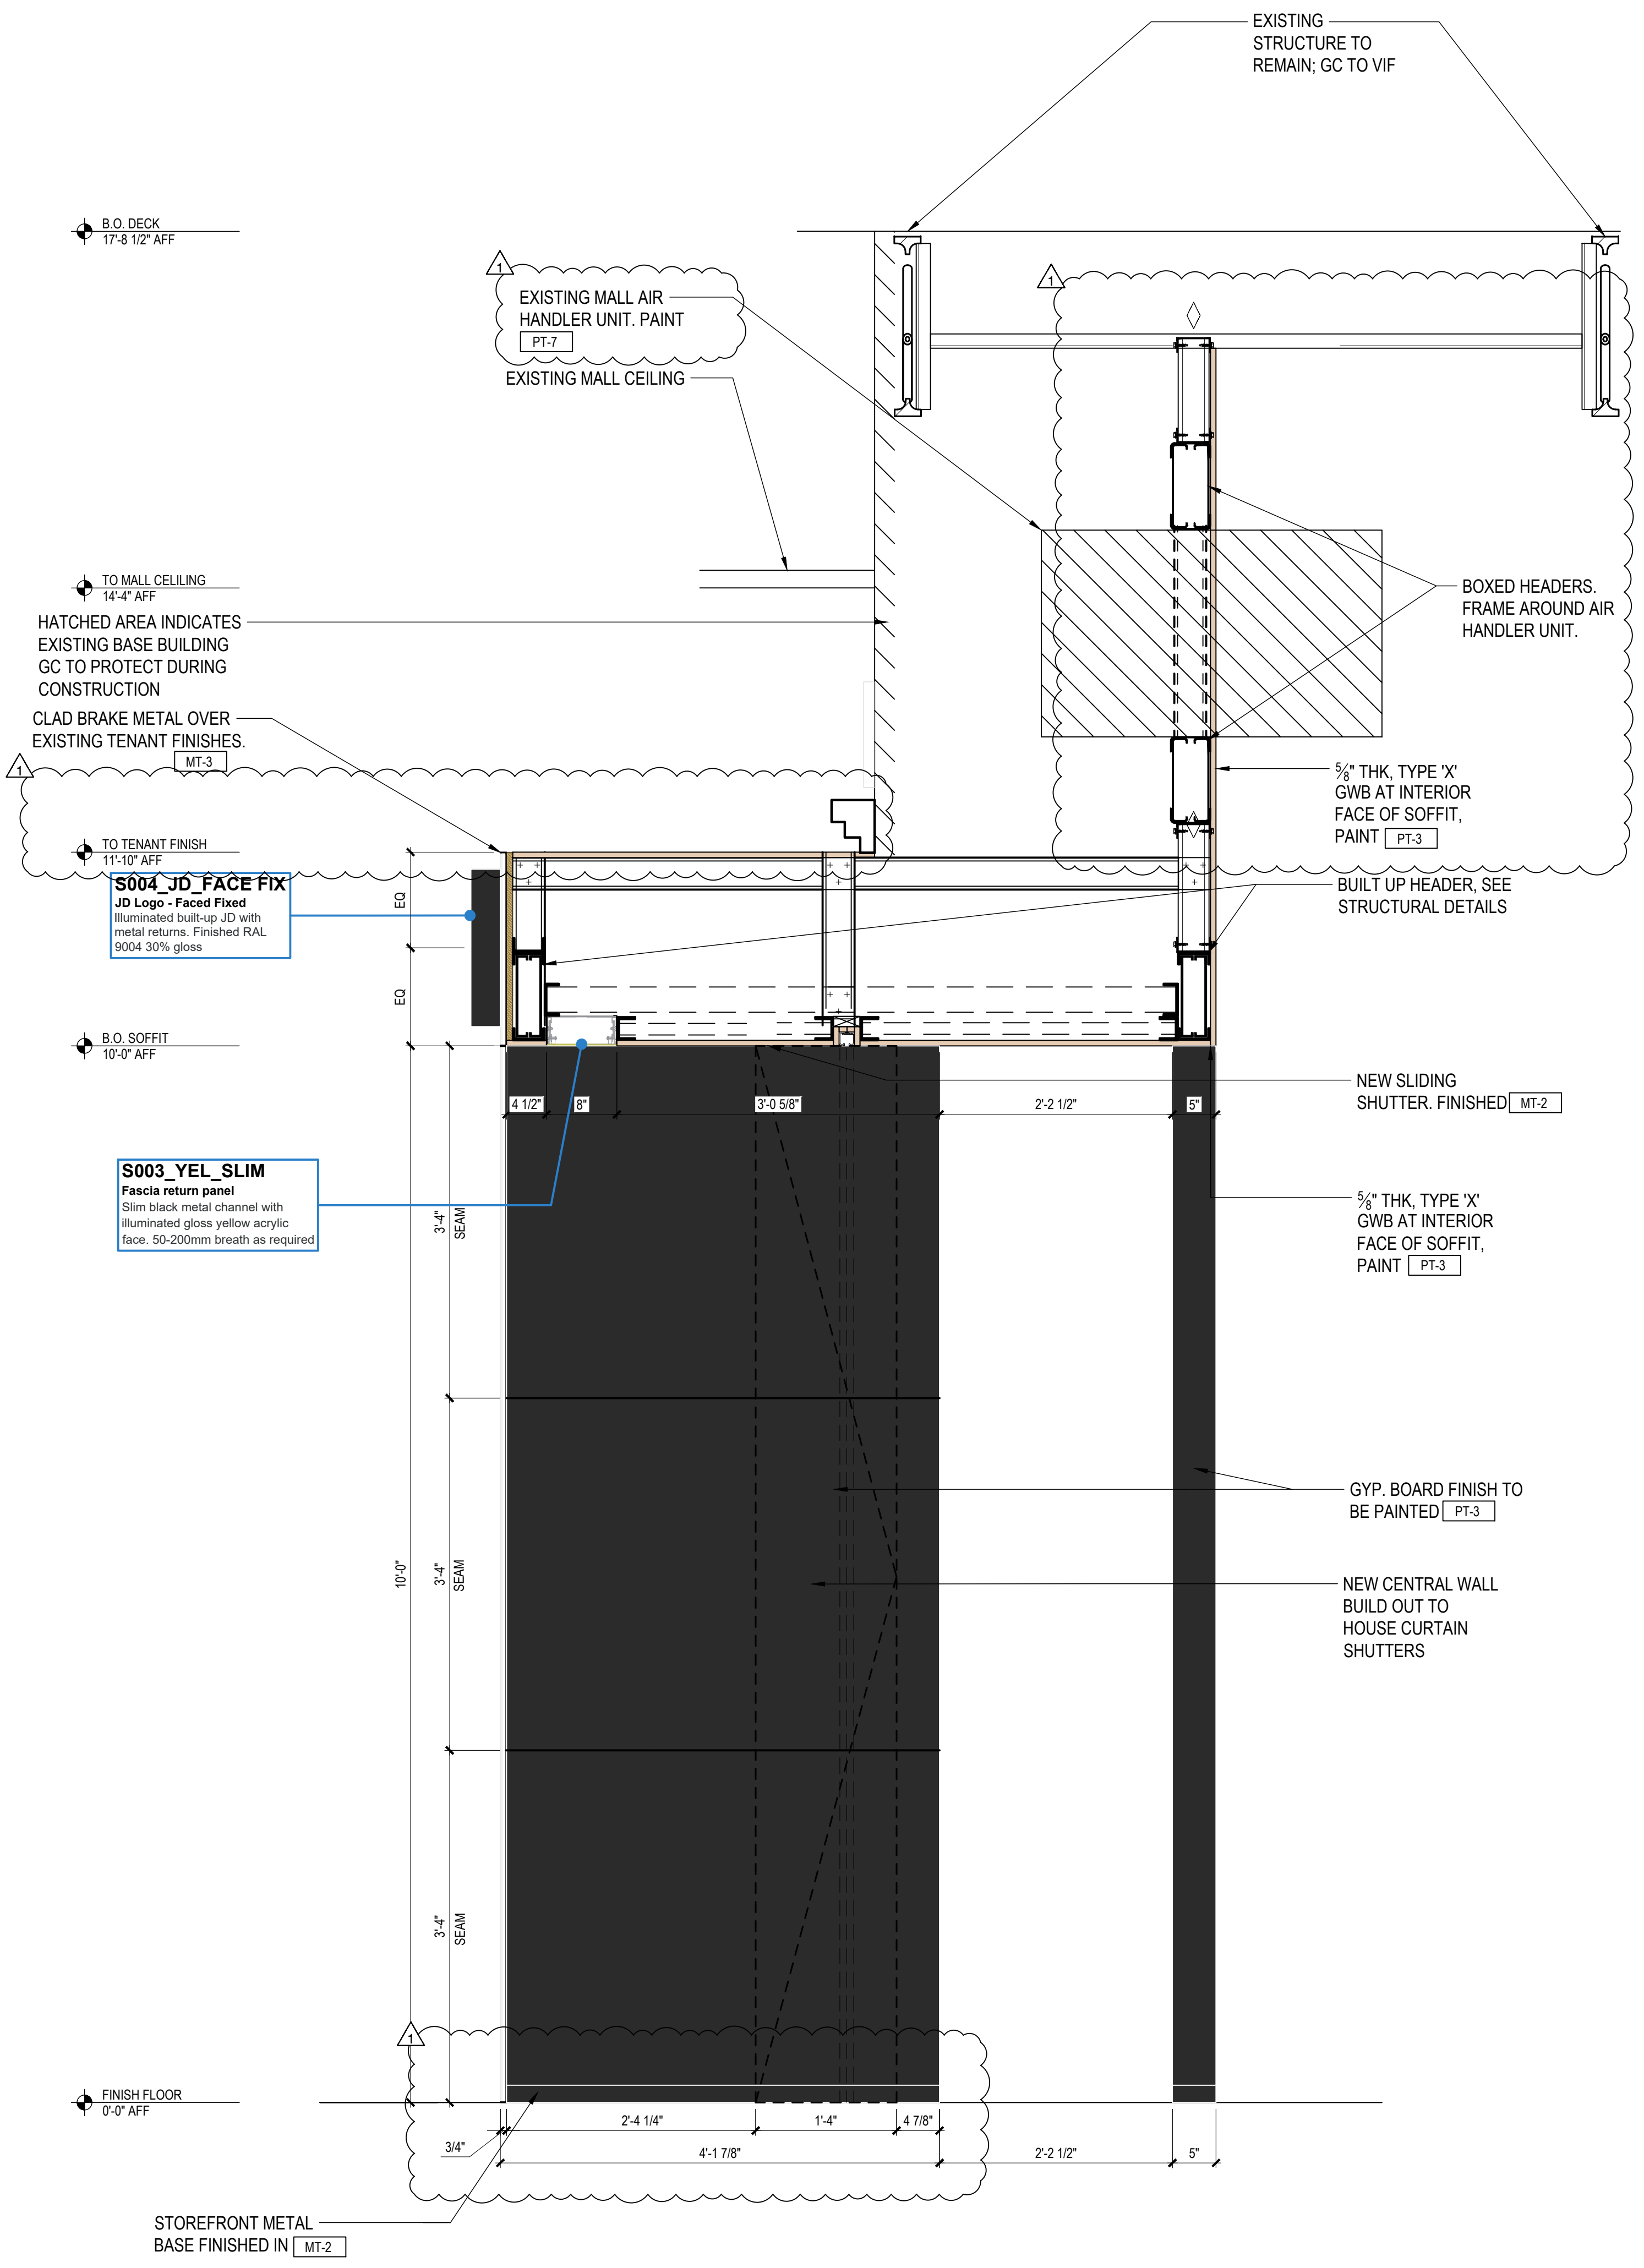 EXISTING
STRUCTURE TO
REMAIN; GC TO VIF
B.O. DECK
17'-8 1/2" AFF
1
EXISTING MALL AIR
HANDLER UNIT. PAINT
PT-7
EXISTING MALL CEILING
1
TO MALL CELILING
14'-4" AFF
HATCHED AREA INDICATES
EXISTING BASE BUILDING
GC TO PROTECT DURING
CONSTRUCTION
BOXED HEADERS.
FRAME AROUND AIR
HANDLER UNIT.
CLAD BRAKE METAL OVER
EXISTING TENANT FINISHES.
MT-3
1
5/8" THK, TYPE 'X'
GWB AT INTERIOR
FACE OF SOFFIT,
PAINT PT-3
TO TENANT FINISH
11'-10" AFF
S004_JD_FACE FIX
JD Logo - Faced Fixed
Illuminated built-up JD with
metal returns. Finished RAL
9004 30% gloss
EQ
EQ
BUILT UP HEADER, SEE
STRUCTURAL DETAILS
B.O. SOFFIT
10'-0" AFF
NEW SLIDING
SHUTTER. FINISHED MT-2
4 1/2"
8"
3'-0 5/8"
2'-2 1/2"
5"
S003_YEL_SLIM
Fascia return panel
Slim black metal channel with
illuminated gloss yellow acrylic
face. 50-200mm breath as required
3'-4"
SEAM
5/8" THK, TYPE 'X'
GWB AT INTERIOR
FACE OF SOFFIT,
PAINT PT-3
GYP. BOARD FINISH TO
BE PAINTED PT-3
10'-0"
3'-4"
SEAM
NEW CENTRAL WALL
BUILD OUT TO
HOUSE CURTAIN
SHUTTERS
3'-4"
SEAM
1
FINISH FLOOR
0'-0" AFF
2'-4 1/4"
1'-4"
4 7/8"
3/4"
4'-1 7/8"
2'-2 1/2"
5"
STOREFRONT METAL
BASE FINISHED IN MT-2